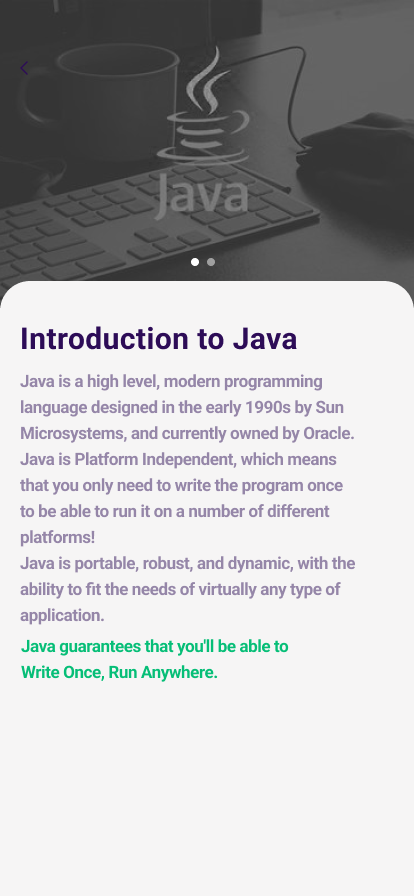 Java
Introduction to Java
Java is a high level, modern programming
language designed in the early 1990s by Sun
Microsystems, and currently owned by Oracle.
Java is Platform Independent, which means
that you only need to write the program once
to be able to run it on a number of different
platforms!
Java is portable, robust, and dynamic, with the
ability to fit the needs of virtually any type of
application.
Java guarantees that you'll be able to
Write Once, Run Anywhere.